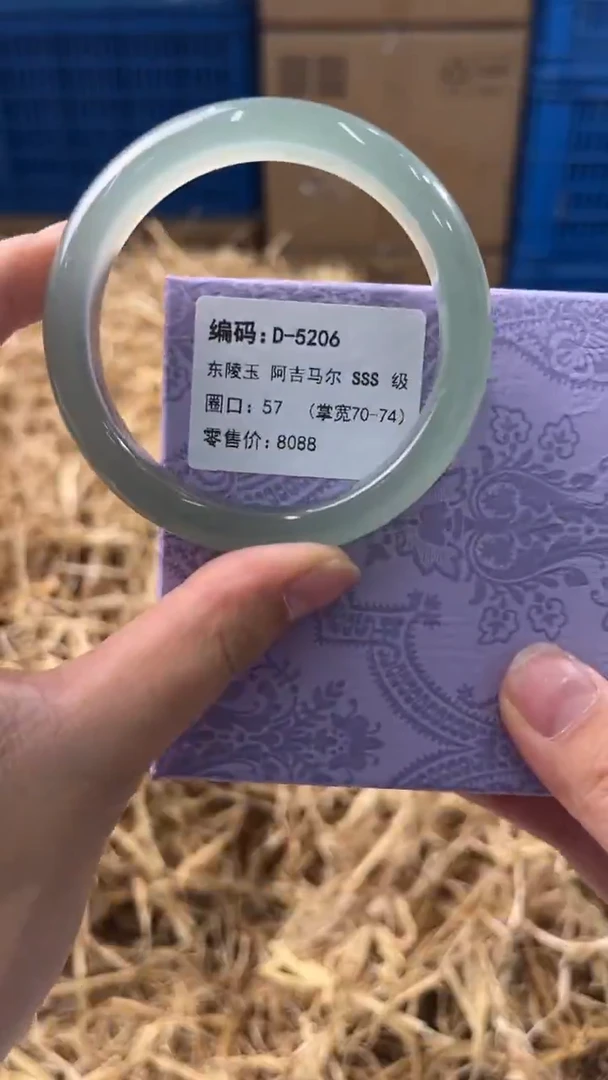 编码:D-5206
东陵玉 阿吉马尔 SSS 级
圈口: 57 (掌宽70-74)
零售价: 8088